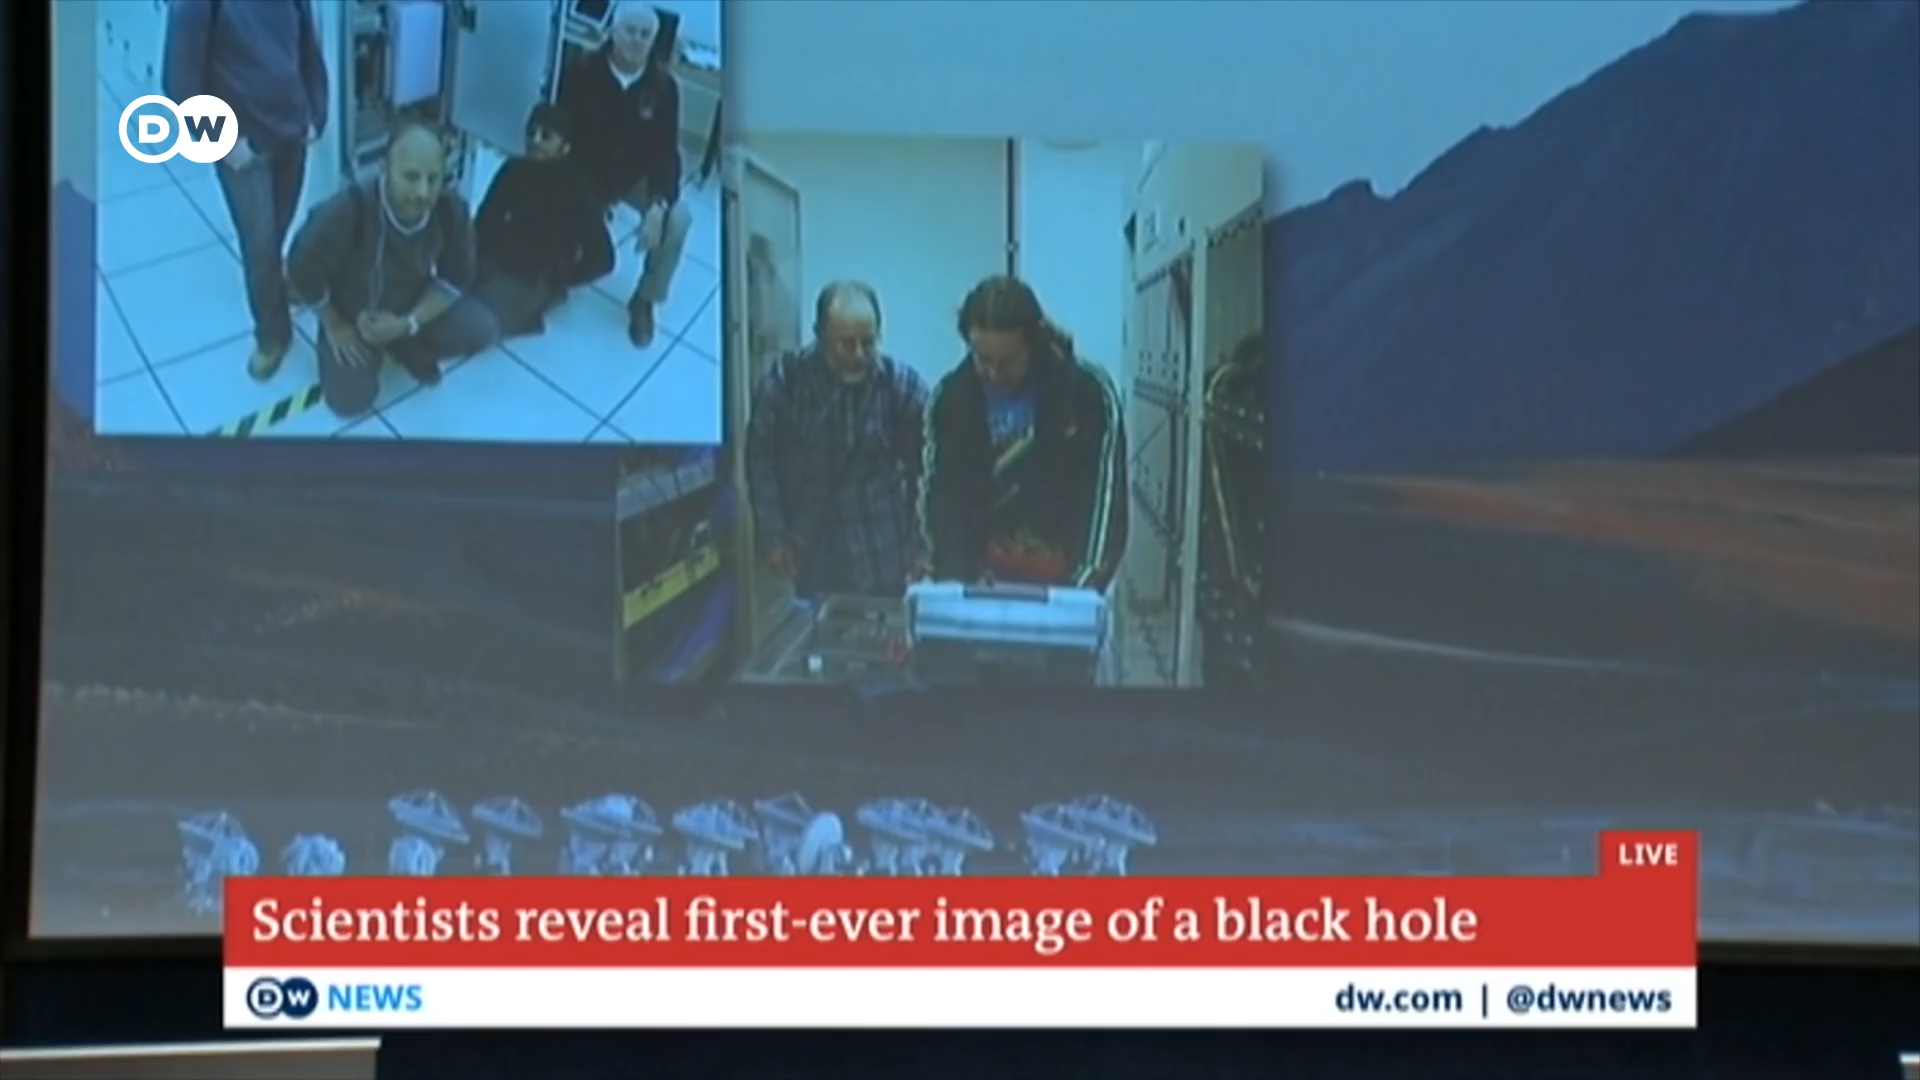 DW
LIVE
Scientists reveal first-ever image of a black hole
DW NEWS
dw.com | @dwnews